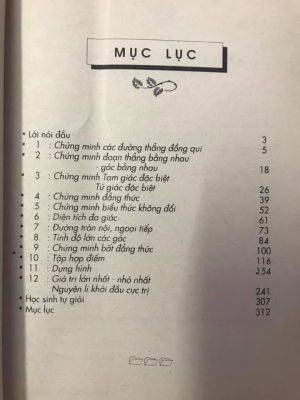 MỤC LỤC
• Lời nói đầu 3
• 1 : Chứng minh các đường thẳng đồng qui 5
• 2 : Chứng minh đoạn thẳng bằng nhau
góc bằng nhau 18
• 3 : Chứng minh Tam giác đặc biệt
Tứ giác đặc biệt 26
• 4 : Chứng minh đẳng thức 39
• 5 : Chứng minh biểu thức không đổi 52
• 6 : Diện tích đa giác 61
• 7 : Đường tròn nội, ngoại tiếp 73
• 8 : Tính độ lớn các góc 84
• 9 : Chứng minh bất đẳng thức 100
• 10 : Tập hợp điểm 116
• 11 : Dựng hình 154
• 12 : Giá trị lớn nhất - nhỏ nhất
Nguyên lí khởi đầu cực trị 241
• Học sinh tự giải 307
• Mục lục 312